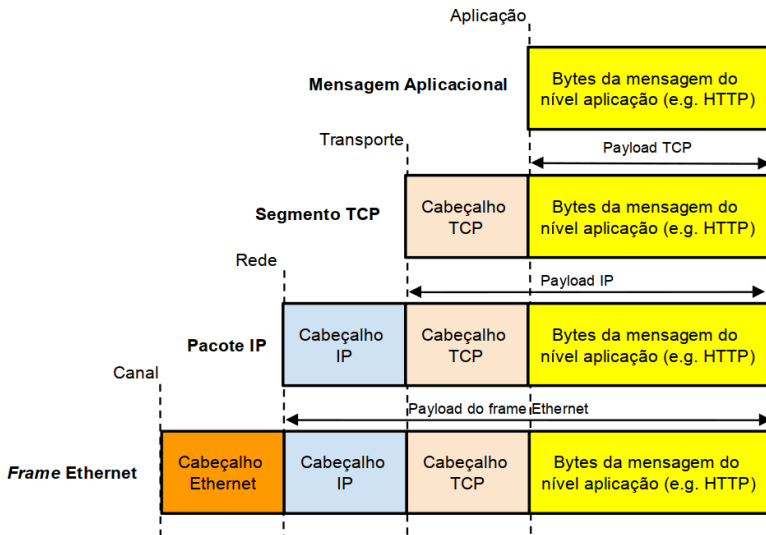 Aplicação
Mensagem Aplicacional
Bytes da mensagem do
nível aplicação (e.g. HTTP)
Transporte
Payload TCP
Segmento TCP
Cabeçalho
TCP
Bytes da mensagem do
nível aplicação (e.g. HTTP)
Rede
Payload IP
Pacote IP
Cabeçalho
IP
Cabeçalho
TCP
Bytes da mensagem do
nível aplicação (e.g. HTTP)
Canal
Payload do frame Ethernet
Frame Ethernet
Cabeçalho
Ethernet
Cabeçalho
IP
Cabeçalho
TCP
Bytes da mensagem do
nível aplicação (e.g. HTTP)